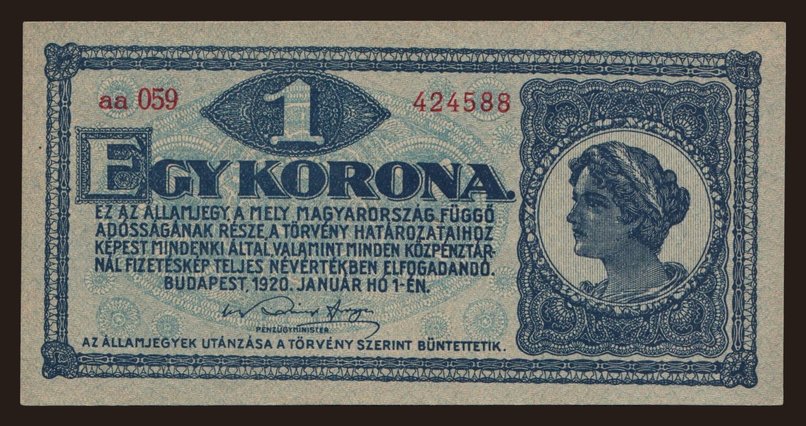 aa 059 424588
1
EGY KORONA.
EZ AZ ÁLLAMJEGY, A MELY MAGYARORSZÁG FÜGGŐ
ADÓSSÁGÁNAK RÉSZE, A TÖRVÉNY HATÁROZATAIHOZ
KÉPEST MINDENKI ÁLTAL, VALAMINT MINDEN KÖZPÉNZTÁR-
NÁL FIZETÉSKÉP TELJES NÉVÉRTÉKBEN ELFOGADANDÓ.
BUDAPEST, 1920. JANUÁR HÓ 1-ÉN.
PÉNZÜGYMINISTER.
AZ ÁLLAMJEGYEK UTÁNZÁSA A TÖRVÉNY SZERINT BÜNTETTETIK.